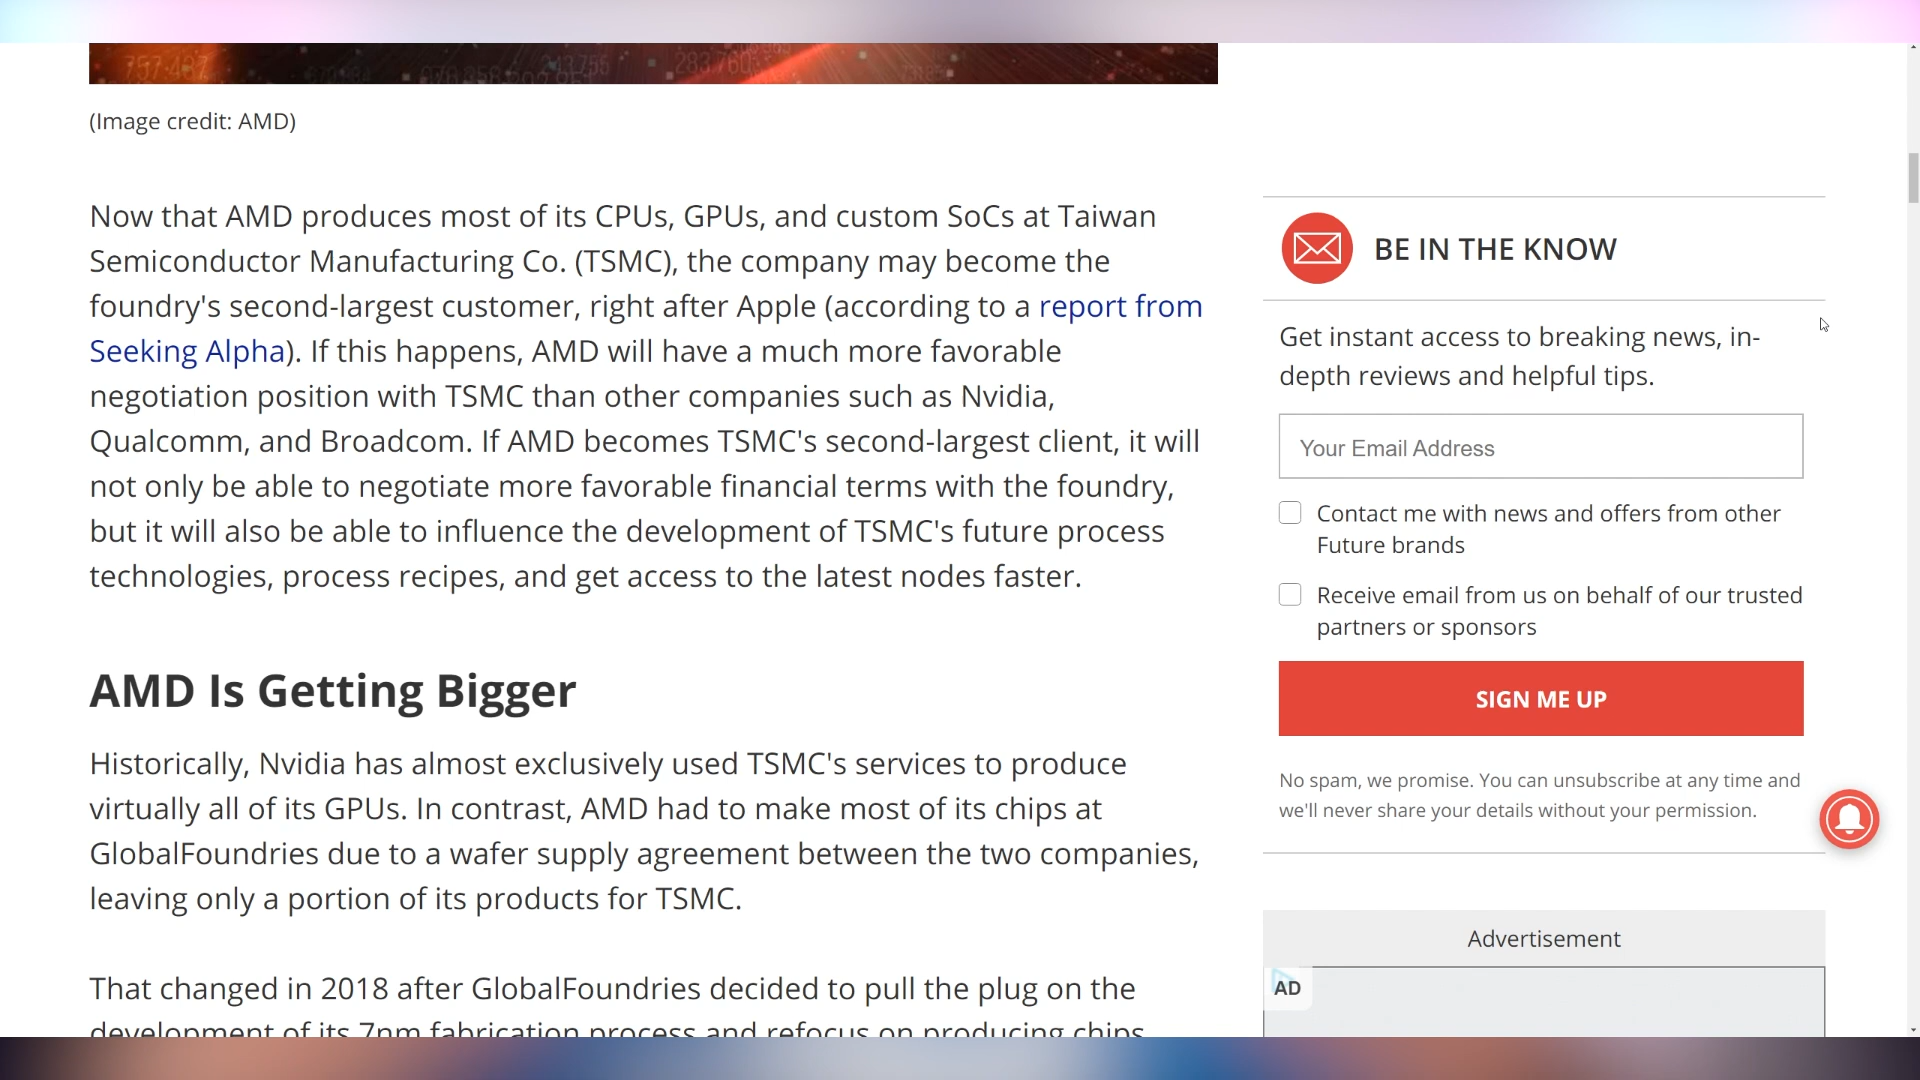 (Image credit: AMD)
Now that AMD produces most of its CPUs, GPUs, and custom SoCs at Taiwan
Semiconductor Manufacturing Co. (TSMC), the company may become the
foundry's second-largest customer, right after Apple (according to a report from
Seeking Alpha). If this happens, AMD will have a much more favorable
negotiation position with TSMC than other companies such as Nvidia,
Qualcomm, and Broadcom. If AMD becomes TSMC's second-largest client, it will
not only be able to negotiate more favorable financial terms with the foundry,
but it will also be able to influence the development of TSMC's future process
technologies, process recipes, and get access to the latest nodes faster.
AMD Is Getting Bigger
Historically, Nvidia has almost exclusively used TSMC's services to produce
virtually all of its GPUs. In contrast, AMD had to make most of its chips at
GlobalFoundries due to a wafer supply agreement between the two companies,
leaving only a portion of its products for TSMC.
That changed in 2018 after GlobalFoundries decided to pull the plug on the
development of its 7nm fabrication process and refocus on producing chips
BE IN THE KNOW
Get instant access to breaking news, in-
depth reviews and helpful tips.
Your Email Address
Contact me with news and offers from other
Future brands
Receive email from us on behalf of our trusted
partners or sponsors
SIGN ME UP
No spam, we promise. You can unsubscribe at any time and
we'll never share your details without your permission.
Advertisement
AD